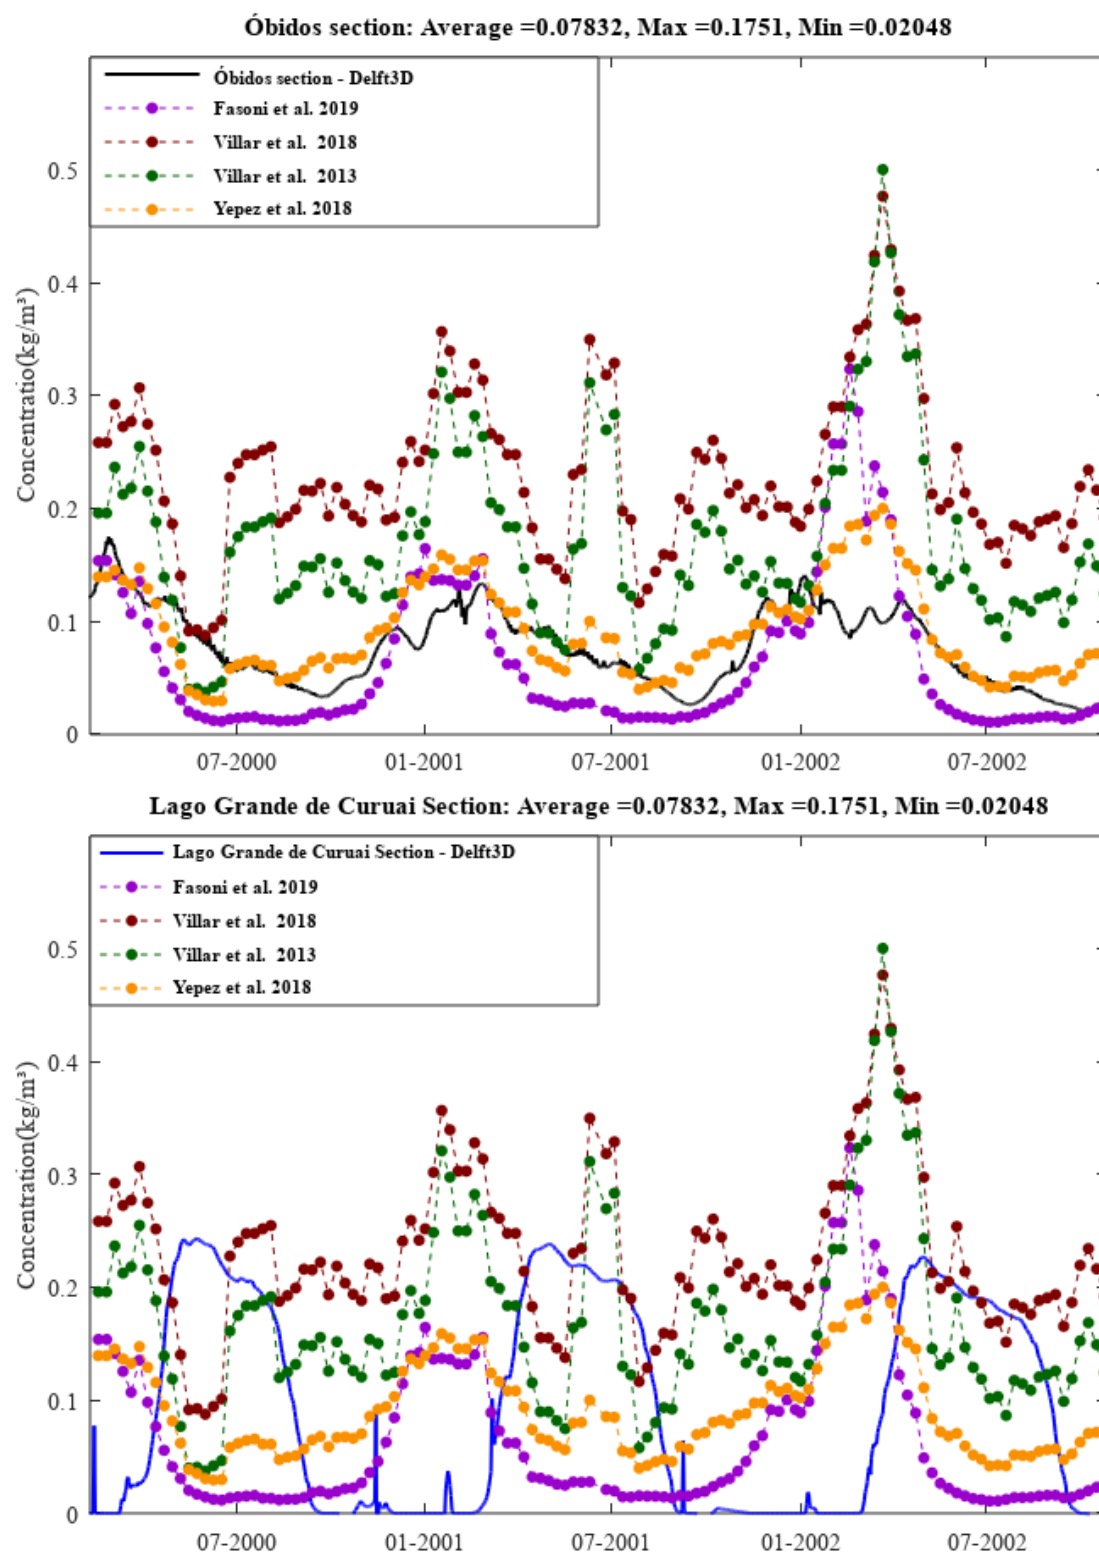 Óbidos section: Average =0.07832, Max =0.1751, Min =0.02048
Óbidos section - Delft3D
Fasoni et al. 2019
Villar et al.  2018
Villar et al.  2013
Yepez et al. 2018
Concentratio(kg/m³)
0.5
0.4
0.3
0.2
0.1
0
07-2000
01-2001
07-2001
01-2002
07-2002
Lago Grande de Curuai Section: Average =0.07832, Max =0.1751, Min =0.02048
Lago Grande de Curuai Section - Delft3D
Fasoni et al. 2019
Villar et al.  2018
Villar et al.  2013
Yepez et al. 2018
Concentration(kg/m³)
0.5
0.4
0.3
0.2
0.1
0
07-2000
01-2001
07-2001
01-2002
07-2002